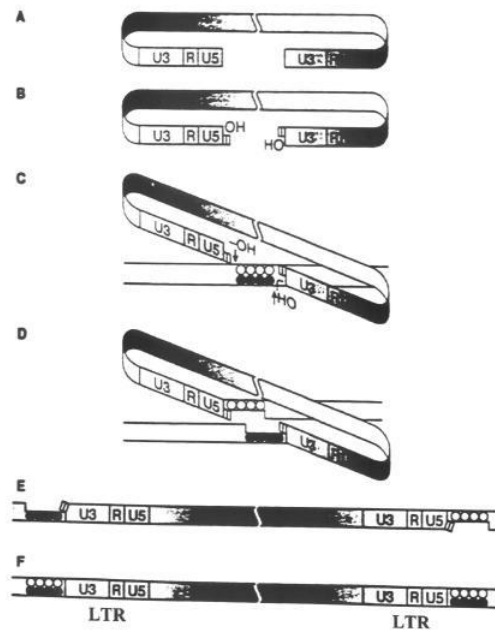 A
U3 R U5 U3 R
B
OH
U3 R U5 HO U3 R
C
U3 R U5 OH
HO U3 R
D
U3 R U5
U3 R
E
U3 R U5 U3 R U5
F
U3 R U5 U3 R U5
LTR LTR